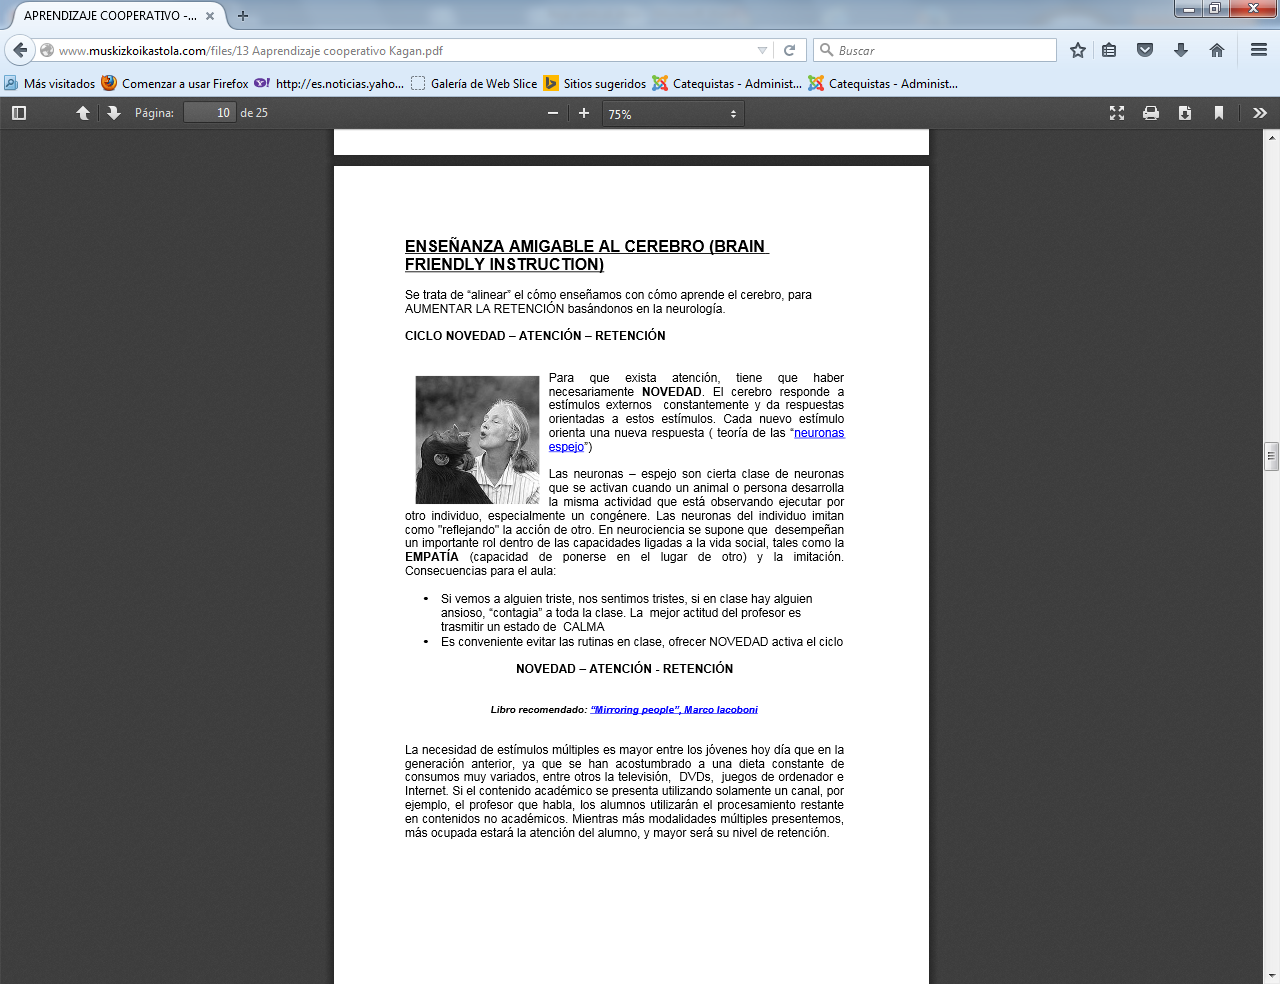 APRENDIZAJE COOPERATIVO -...
www.muskizkoikastola.com/files/13 Aaprendizaje cooperativo Kagan.pdf
Buscar
Más visitados Comenzar a usar Firefox http://es.noticias.yaho... Galería de Web Slice Sitios sugeridos Catequistas - Administ... Catequistas - Administ...
Página: 10 de 25 75%
ENSEÑANZA AMIGABLE AL CEREBRO (BRAIN
FRIENDLY INSTRUCTION)
Se trata de “alinear” el cómo enseñamos con cómo aprende el cerebro, para
AUMENTAR LA RETENCIÓN basándonos en la neurología.
CICLO NOVEDAD – ATENCIÓN – RETENCIÓN
Para que exista atención, tiene que haber
necesariamente NOVEDAD. El cerebro responde a
estímulos externos constantemente y da respuestas
orientadas a estos estímulos. Cada nuevo estímulo
orienta una nueva respuesta ( teoría de las “neuronas
espejo”)
Las neuronas – espejo son cierta clase de neuronas
que se activan cuando un animal o persona desarrolla
la misma actividad que está observando ejecutar por
otro individuo, especialmente un congénere. Las neuronas del individuo imitan
como "reflejando" la acción de otro. En neurociencia se supone que desempeñan
un importante rol dentro de las capacidades ligadas a la vida social, tales como la
EMPATÍA (capacidad de ponerse en el lugar de otro) y la imitación.
Consecuencias para el aula:
• Si vemos a alguien triste, nos sentimos tristes, si en clase hay alguien
ansioso, “contagia” a toda la clase. La mejor actitud del profesor es
trasmitir un estado de CALMA
• Es conveniente evitar las rutinas en clase, ofrecer NOVEDAD activa el ciclo
NOVEDAD – ATENCIÓN - RETENCIÓN
Libro recomendado: “Mirroring people”, Marco Iacoboni
La necesidad de estímulos múltiples es mayor entre los jóvenes hoy día que en la
generación anterior, ya que se han acostumbrado a una dieta constante de
consumos muy variados, entre otros la televisión, DVDs, juegos de ordenador e
Internet. Si el contenido académico se presenta utilizando solamente un canal, por
ejemplo, el profesor que habla, los alumnos utilizarán el procesamiento restante
en contenidos no académicos. Mientras más modalidades múltiples presentemos,
más ocupada estará la atención del alumno, y mayor será su nivel de retención.